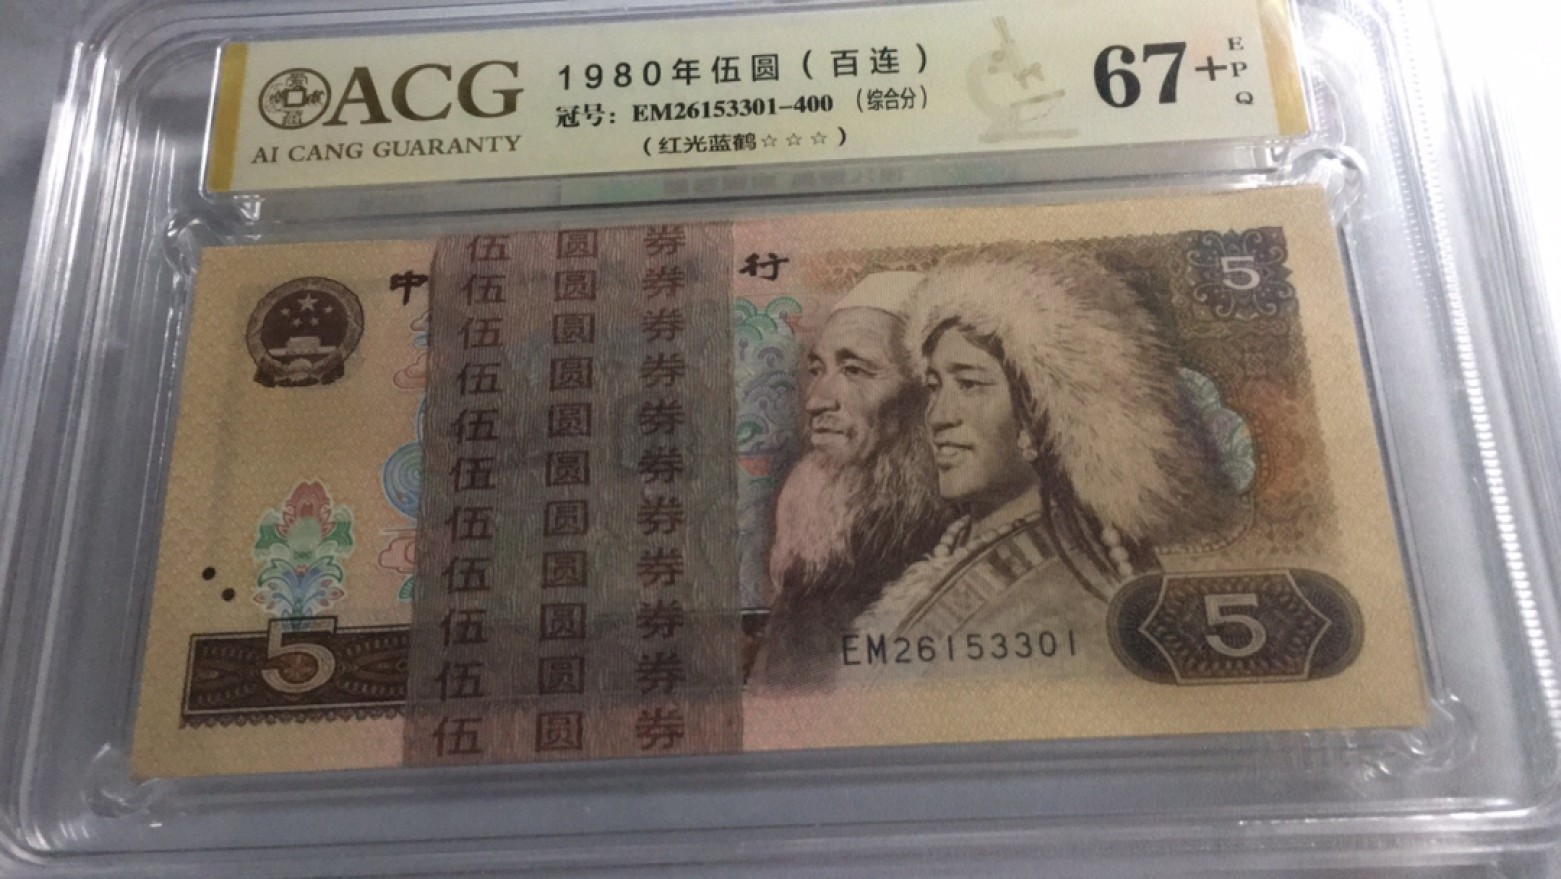 ACG
AI CANG GUARANTY
1980年伍圆（百连）
冠号：EM26153301-400 （综合分）
（红光蓝鹤☆☆☆）
67+
EPQ
中
行
伍 圆 券
伍 圆 券
伍 圆 券
伍 圆 券
伍 圆 券
伍 圆 券
伍 圆 券
伍 圆 券
伍 圆 券
伍 圆 券
伍 圆 券
5
5
EM26153301
5